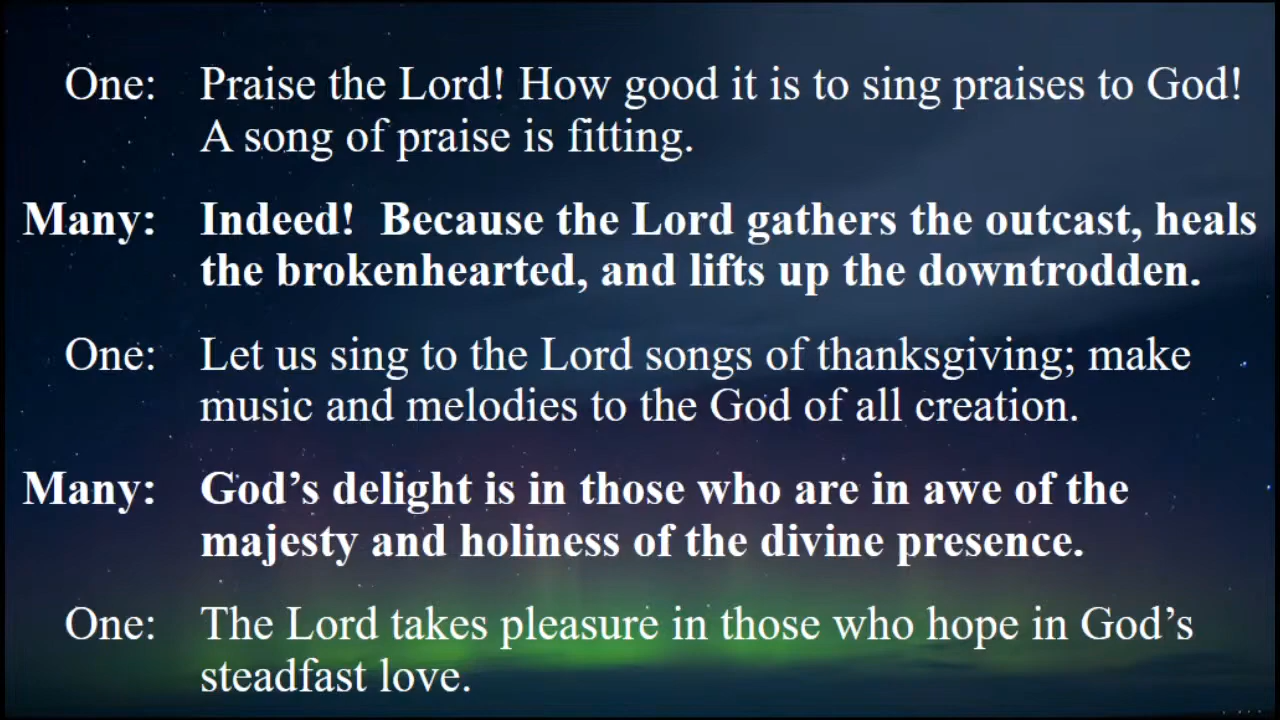 One: Praise the Lord! How good it is to sing praises to God!
A song of praise is fitting.
Many: Indeed!  Because the Lord gathers the outcast, heals
the brokenhearted, and lifts up the downtrodden.
One: Let us sing to the Lord songs of thanksgiving; make
music and melodies to the God of all creation.
Many: God’s delight is in those who are in awe of the
majesty and holiness of the divine presence.
One: The Lord takes pleasure in those who hope in God’s
steadfast love.